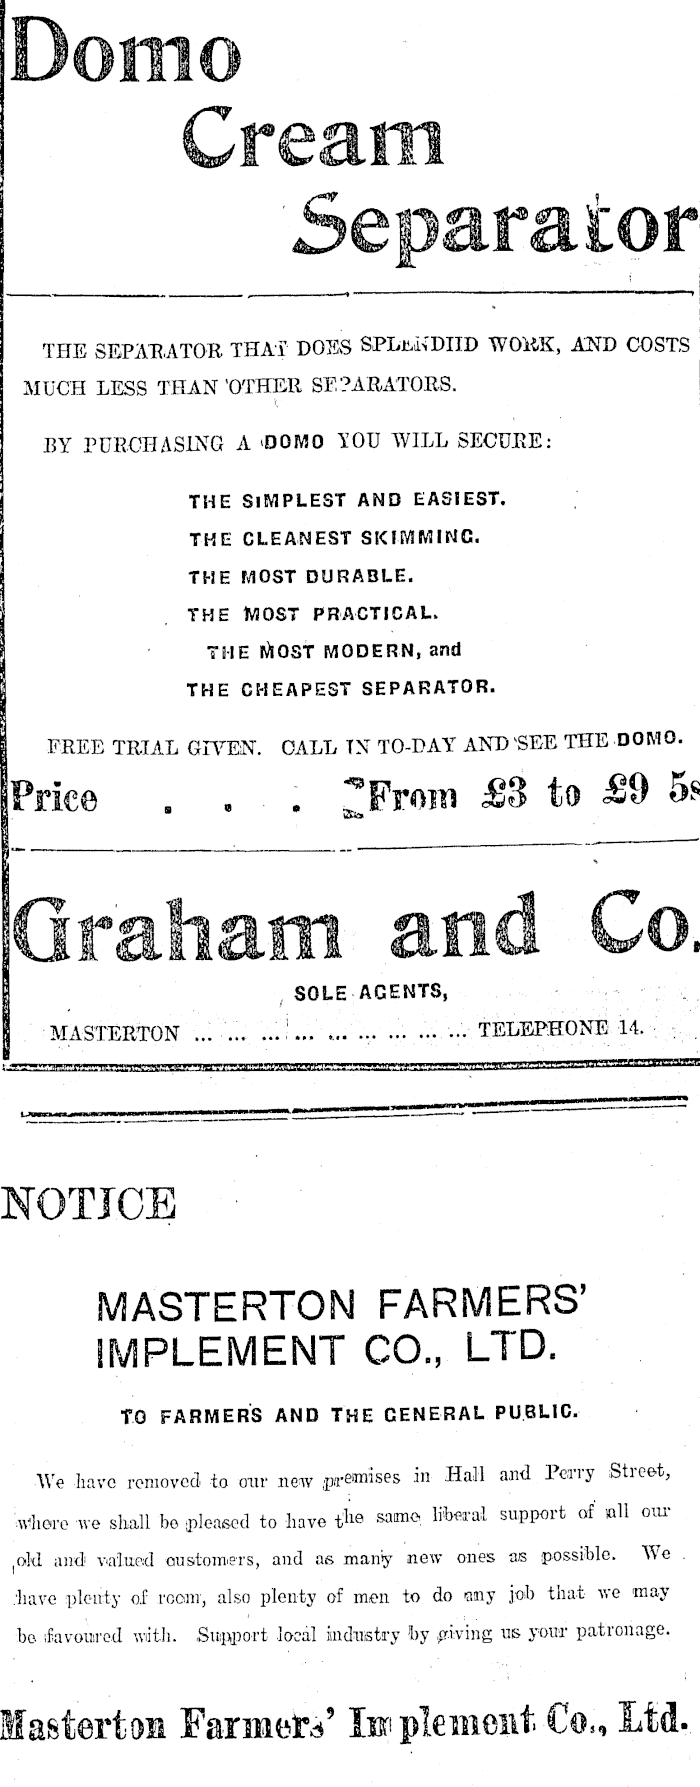 Domo
Cream
Separator
THE SEPARATOR THAT DOES SPLENDIID WORK, AND COSTS
MUCH LESS THAN OTHER SEPARATORS.
BY PURCHASING A DOMO YOU WILL SECURE:
THE SIMPLEST AND EASIEST.
THE CLEANEST SKIMMING.
THE MOST DURABLE.
THE MOST PRACTICAL.
THE MOST MODERN, and
THE CHEAPEST SEPARATOR.
FREE TRIAL GIVEN. CALL IN TO-DAY AND SEE THE DOMO.
Price . . . From £3 to £9 5s
Graham and Co.
SOLE AGENTS,
MASTERTON ... ... ... ... ... ... ... ... ... TELEPHONE 14.
NOTICE
MASTERTON FARMERS'
IMPLEMENT CO., LTD.
TO FARMERS AND THE GENERAL PUBLIC.
We have removed to our new premises in Hall and Perry Street,
where we shall be pleased to have the same liberal support of all our
old and valued customers, and as many new ones as possible. We
have plenty of room, also plenty of men to do any job that we may
be favoured with. Support local industry by giving us your patronage.
Masterton Farmers' Implement Co., Ltd.